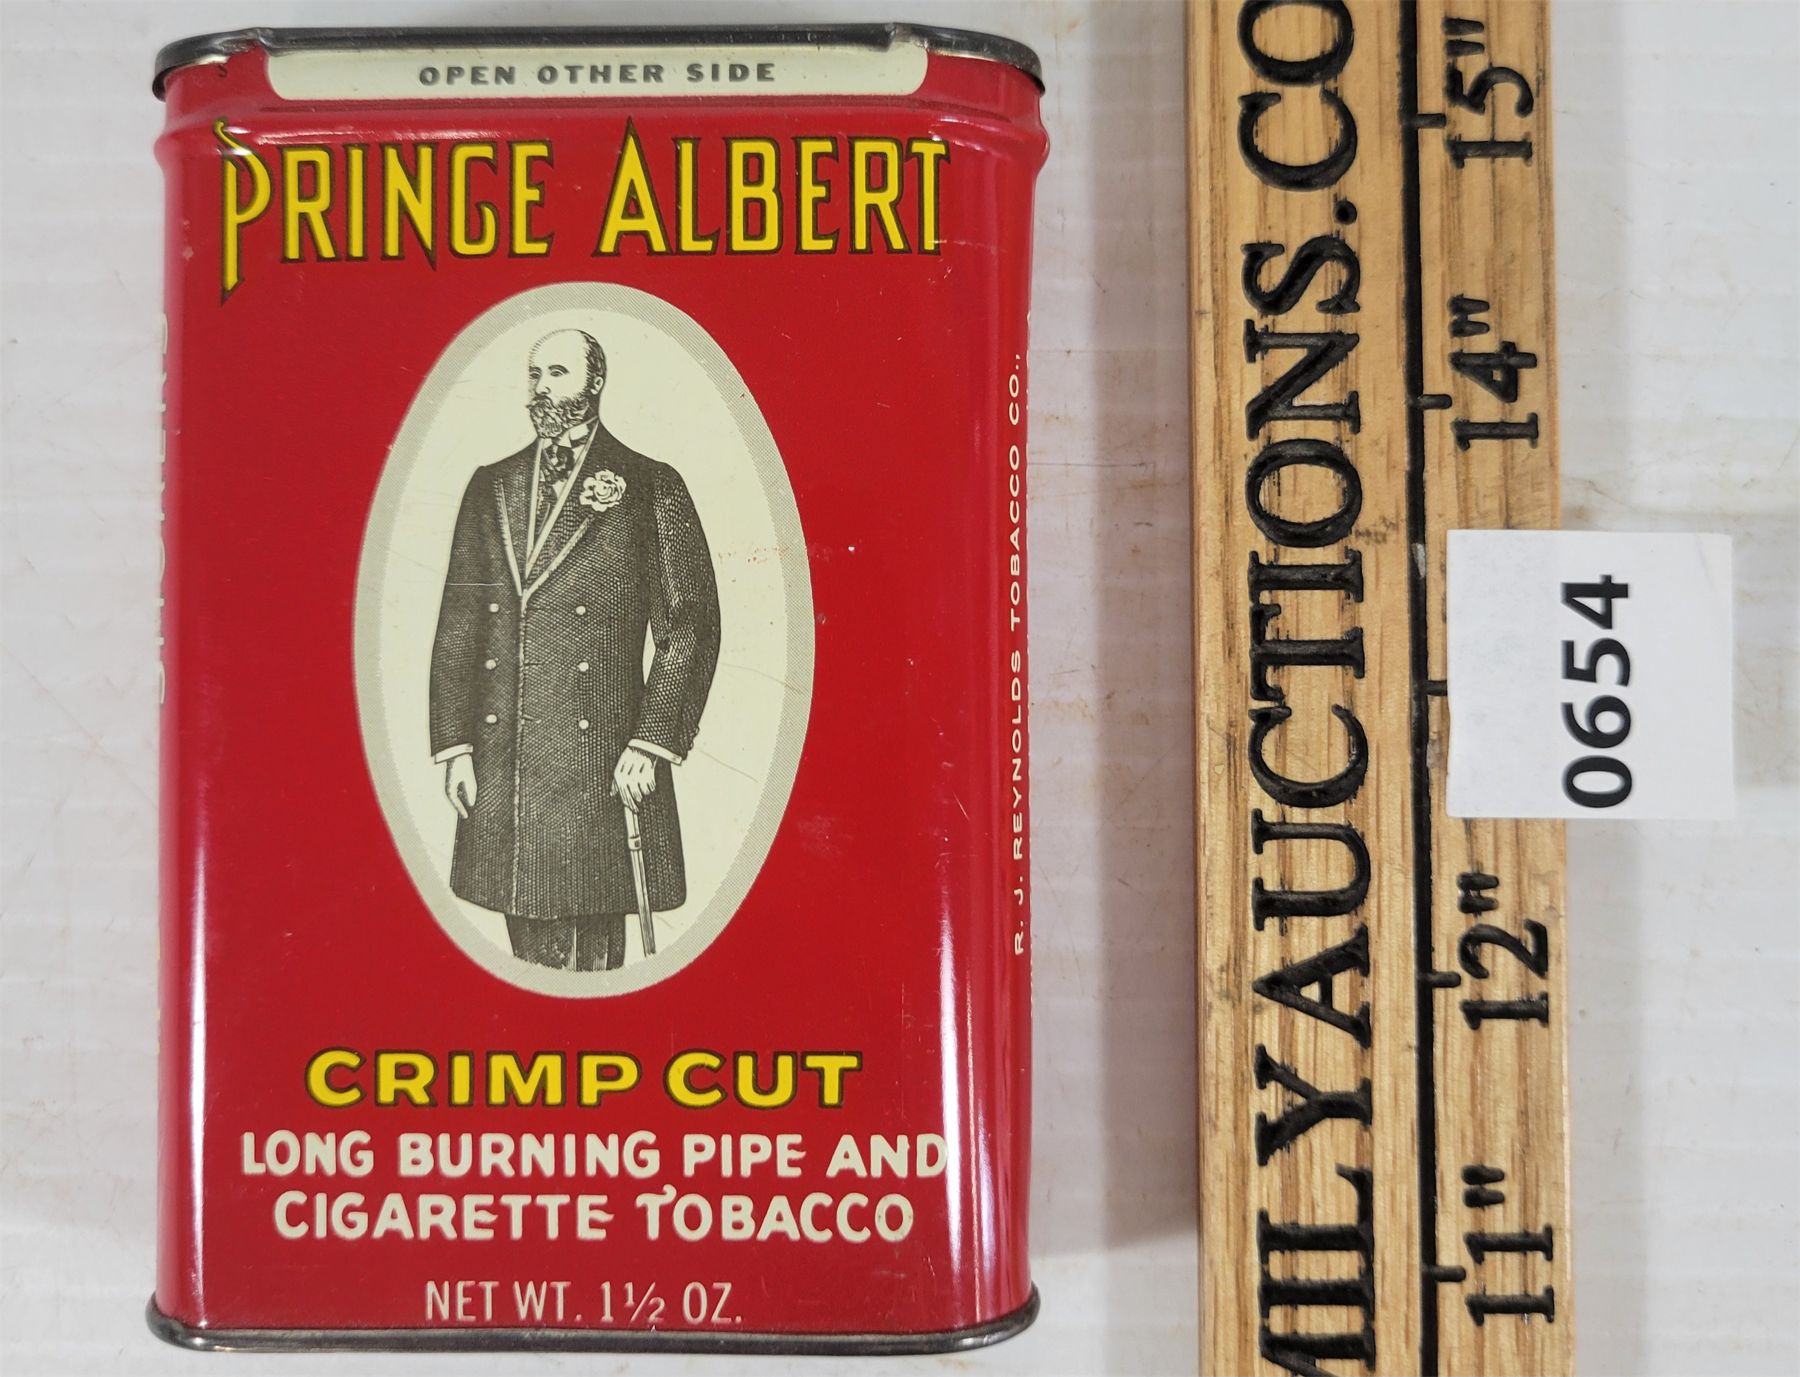 OPEN OTHER SIDE
PRINCE ALBERT
CRIMP CUT
LONG BURNING PIPE AND
CIGARETTE TOBACCO
NET WT. 1½ OZ.
R. J. REYNOLDS TOBACCO CO.,
MILYAUCTIONS.CO
15"
14"
12"
11"
0654